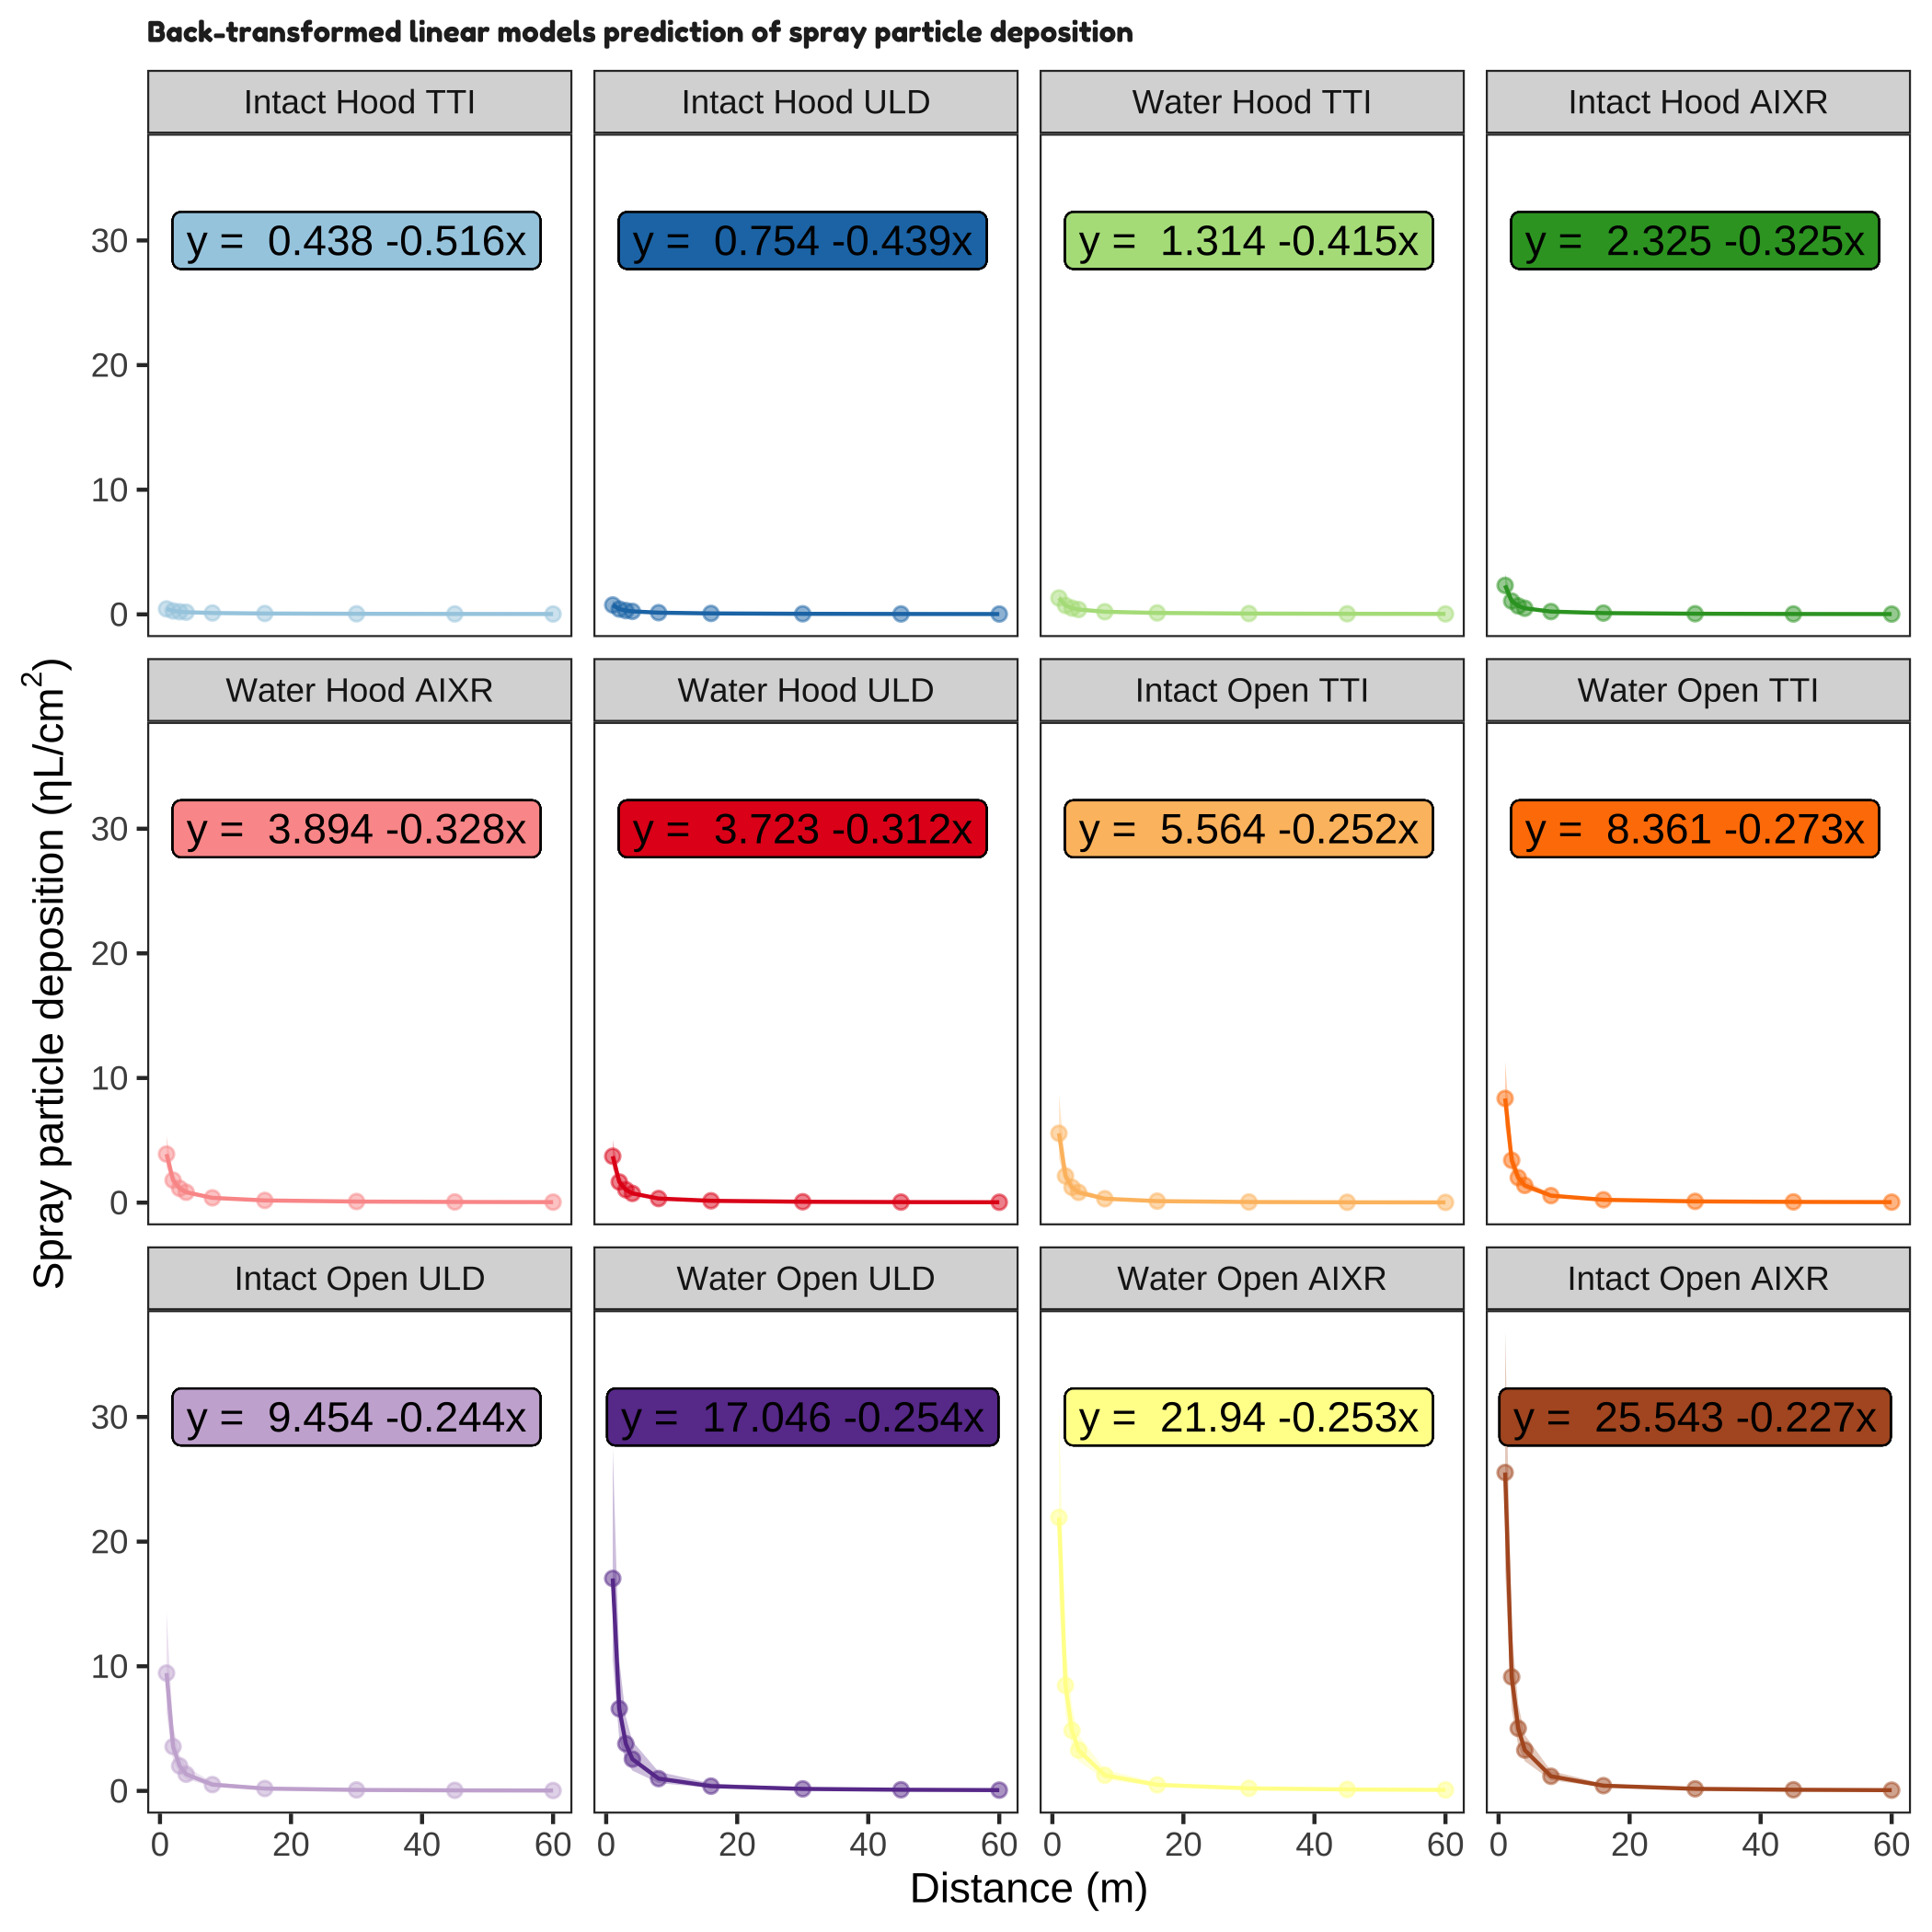 Back-transformed linear models prediction of spray particle deposition
Intact Hood TTI
Intact Hood ULD
Water Hood TTI
Intact Hood AIXR
y =  0.438 -0.516x
y =  0.754 -0.439x
y =  1.314 -0.415x
y =  2.325 -0.325x
30
20
10
0
Water Hood AIXR
Water Hood ULD
Intact Open TTI
Water Open TTI
y =  3.894 -0.328x
y =  3.723 -0.312x
y =  5.564 -0.252x
y =  8.361 -0.273x
30
20
10
0
Intact Open ULD
Water Open ULD
Water Open AIXR
Intact Open AIXR
y =  9.454 -0.244x
y =  17.046 -0.254x
y =  21.94 -0.253x
y =  25.543 -0.227x
30
20
10
0
0 20 40 60
0 20 40 60
0 20 40 60
0 20 40 60
Distance (m)
Spray particle deposition (ηL/cm²)